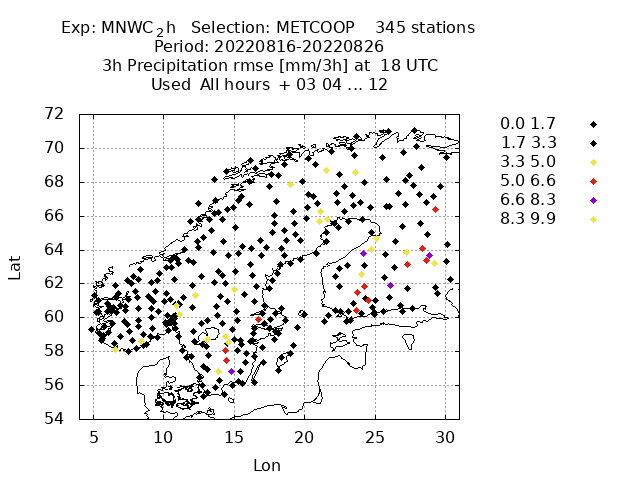 Exp: MNWC₂h   Selection: METCOOP    345 stations
Period: 20220816-20220826
3h Precipitation rmse [mm/3h] at  18 UTC
Used  All hours  + 03 04 ... 12
0.0 1.7
1.7 3.3
3.3 5.0
5.0 6.6
6.6 8.3
8.3 9.9
72
70
68
66
64
62
60
58
56
54
Lat
5 10 15 20 25 30
Lon